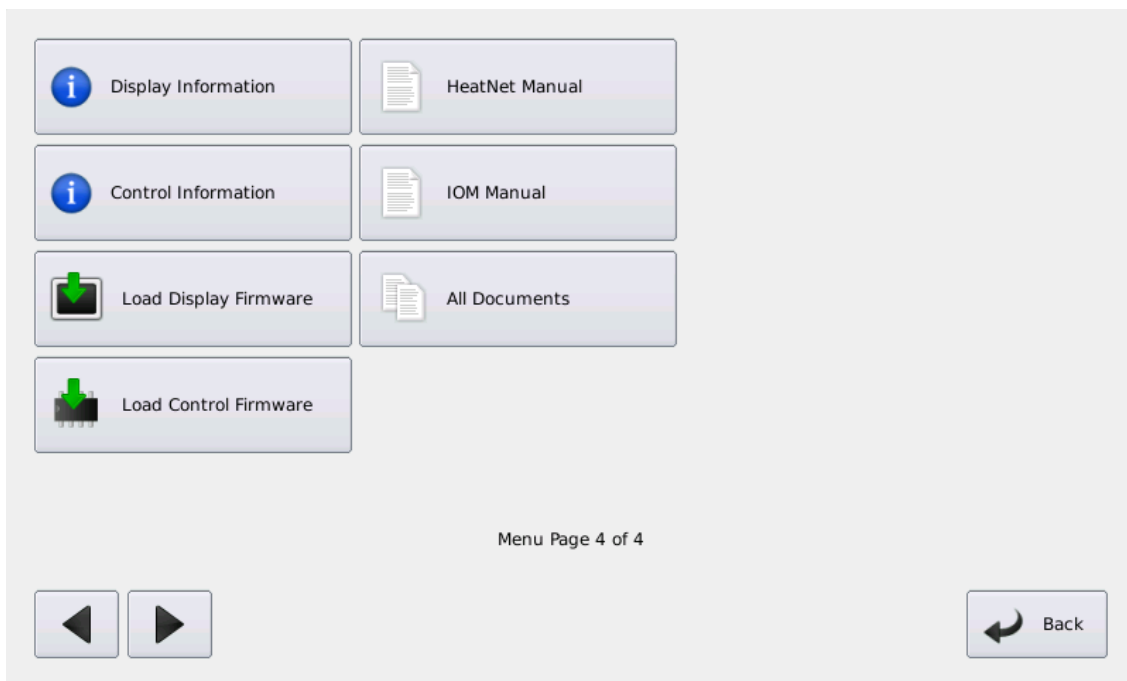 Display Information
HeatNet Manual
Control Information
IOM Manual
Load Display Firmware
All Documents
Load Control Firmware
Menu Page 4 of 4
Back